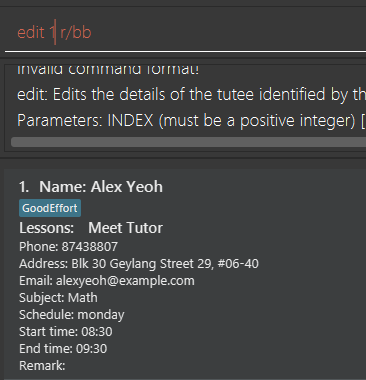 edit 1 r/bb
Invalid command format!
edit: Edits the details of the tutee identified by th
Parameters: INDEX (must be a positive integer) [
1. Name: Alex Yeoh
GoodEffort
Lessons: Meet Tutor
Phone: 87438807
Address: Blk 30 Geylang Street 29, #06-40
Email: alexyeoh@example.com
Subject: Math
Schedule: monday
Start time: 08:30
End time: 09:30
Remark: